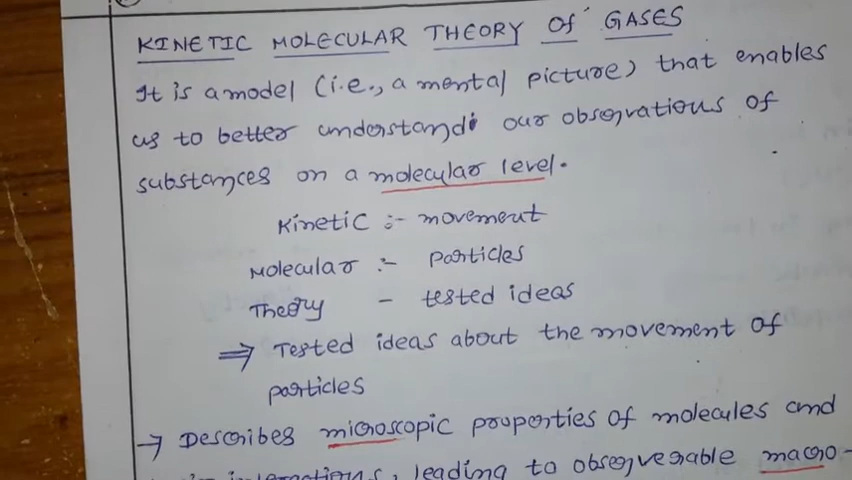 KINETIC MOLECULAR THEORY Of GASES
It is a model (i.e., a mental picture) that enables
us to better understand our observations of
substances on a molecular level.
Kinetic :- movement
Molecular :- particles
Theory - tested ideas
⇒ Tested ideas about the movement of
particles
→ Describes microscopic properties of molecules and
interactions, leading to observerable macro-